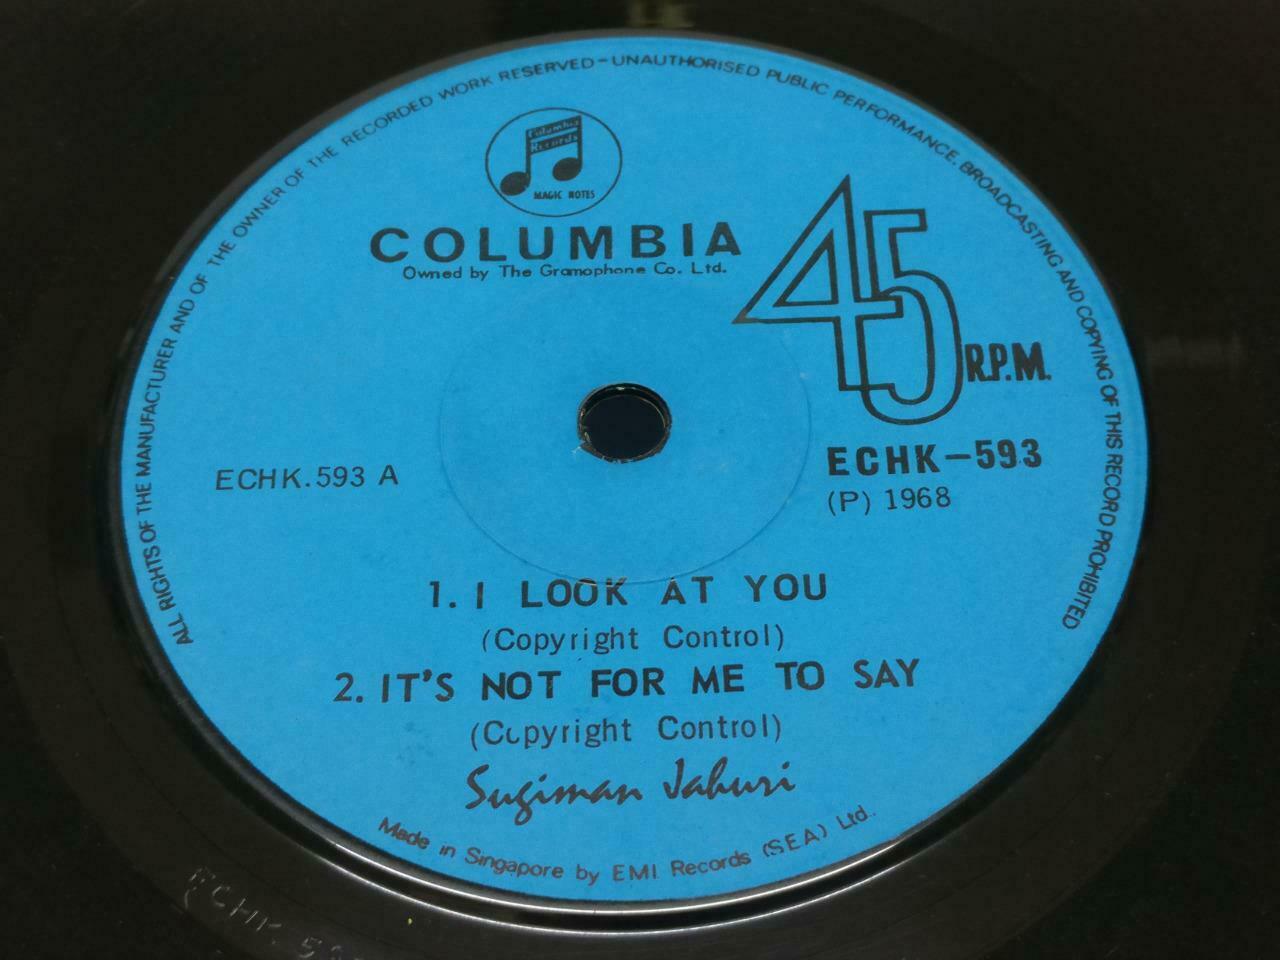 ALL RIGHTS OF THE MANUFACTURER AND OF THE OWNER OF THE RECORDED WORK RESERVED–UNAUTHORISED PUBLIC PERFORMANCE, BROADCASTING AND COPYING OF THIS RECORD PROHIBITED
Columbia
Records
MAGIC NOTES
COLUMBIA
Owned by The Gramophone Co. Ltd.
45
R.P.M.
ECHK–593
(P) 1968
ECHK.593 A
1. I LOOK AT YOU
(Copyright Control)
2. IT'S NOT FOR ME TO SAY
(Copyright Control)
Sugiman Jahuri
Made in Singapore by EMI Records (S.E.A) Ltd.
ECHK